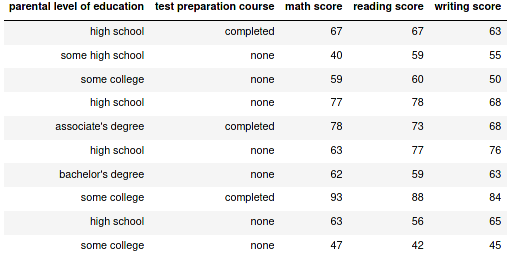 parental level of education test preparation course math score reading score writing score
high school completed 67 67 63
some high school none 40 59 55
some college none 59 60 50
high school none 77 78 68
associate's degree completed 78 73 68
high school none 63 77 76
bachelor's degree none 62 59 63
some college completed 93 88 84
high school none 63 56 65
some college none 47 42 45